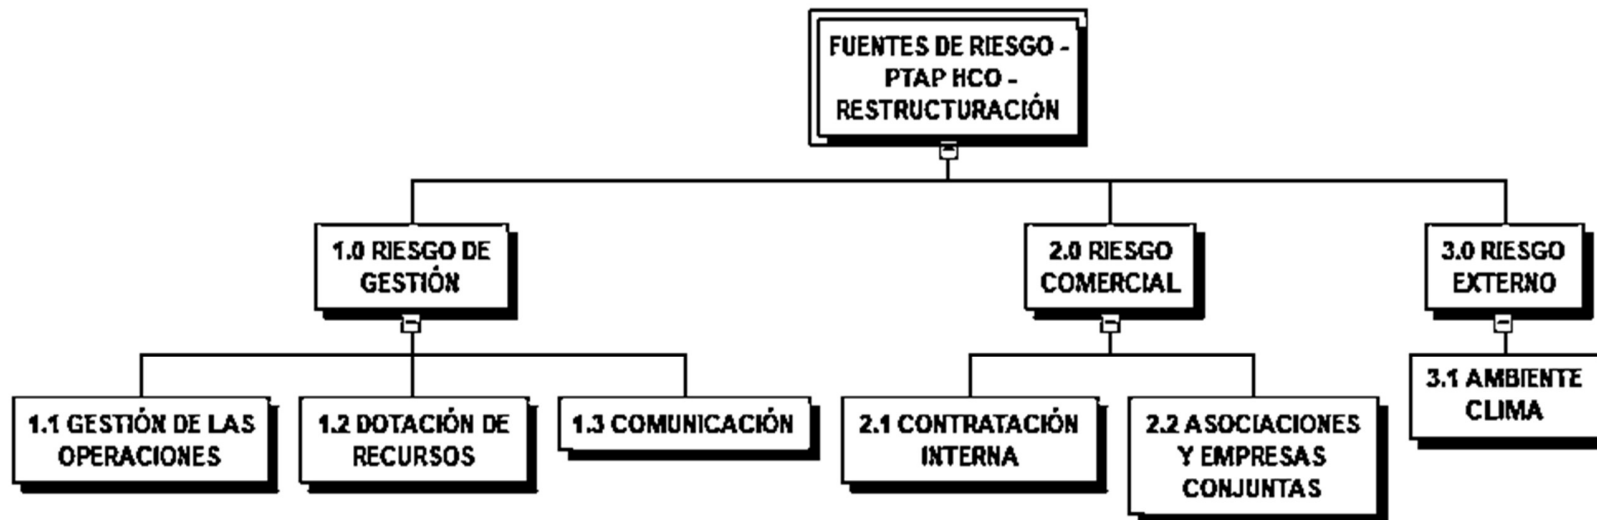 FUENTES DE RIESGO -
PTAP HCO -
RESTRUCTURACIÓN
1.0 RIESGO DE
GESTIÓN
2.0 RIESGO
COMERCIAL
3.0 RIESGO
EXTERNO
1.1 GESTIÓN DE LAS
OPERACIONES
1.2 DOTACIÓN DE
RECURSOS
1.3 COMUNICACIÓN
2.1 CONTRATACIÓN
INTERNA
2.2 ASOCIACIONES
Y EMPRESAS
CONJUNTAS
3.1 AMBIENTE
CLIMA